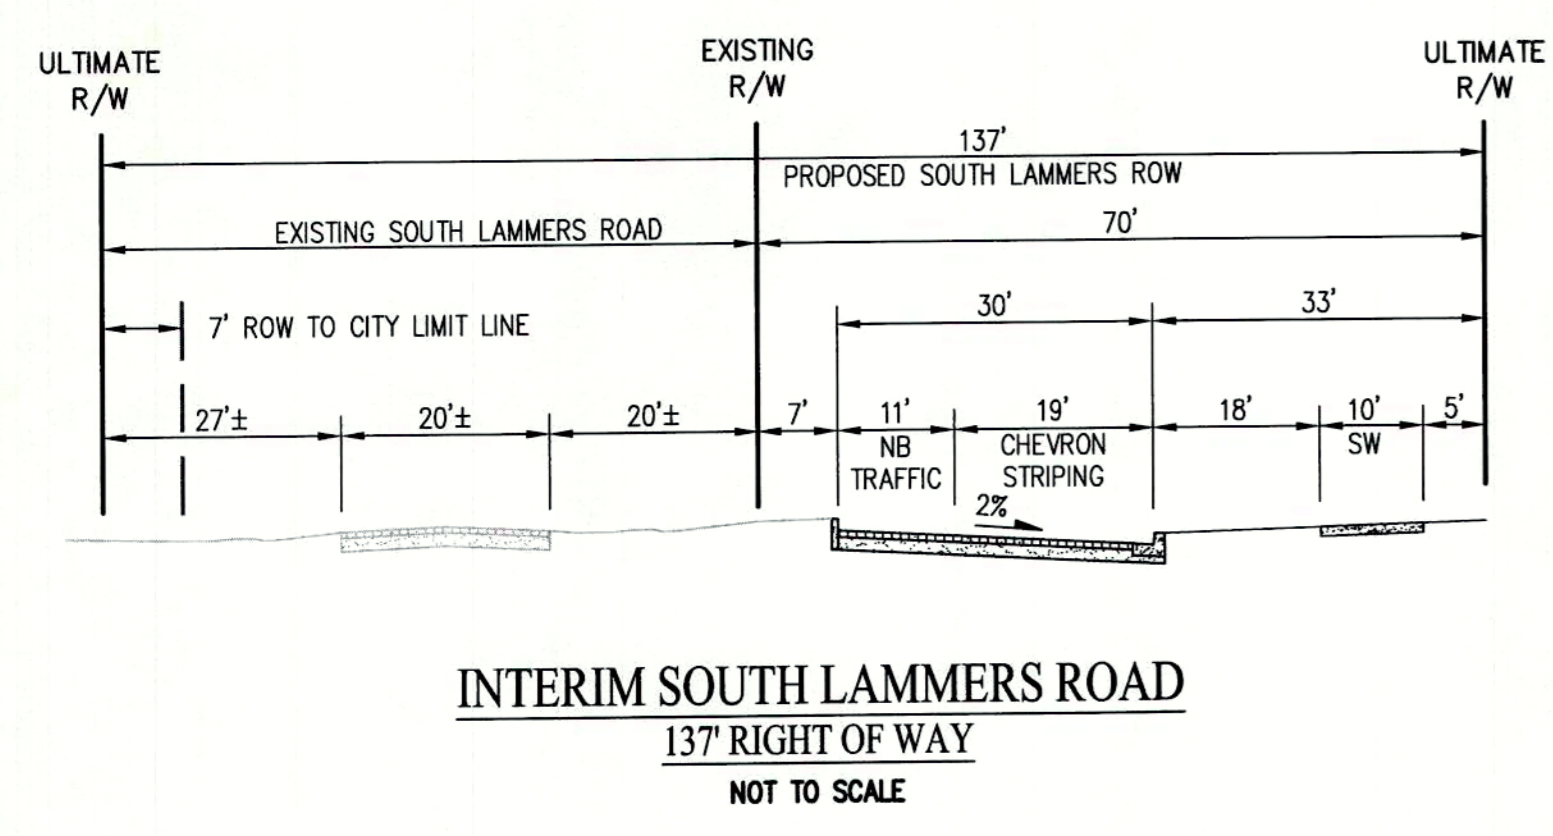 ULTIMATE
R/W
EXISTING
R/W
ULTIMATE
R/W
137'
PROPOSED SOUTH LAMMERS ROW
EXISTING SOUTH LAMMERS ROAD
70'
7' ROW TO CITY LIMIT LINE
30'
33'
27'±
20'±
20'±
7'
11'
NB
TRAFFIC
19'
CHEVRON
STRIPING
18'
10'
SW
5'
2%
INTERIM SOUTH LAMMERS ROAD
137' RIGHT OF WAY
NOT TO SCALE